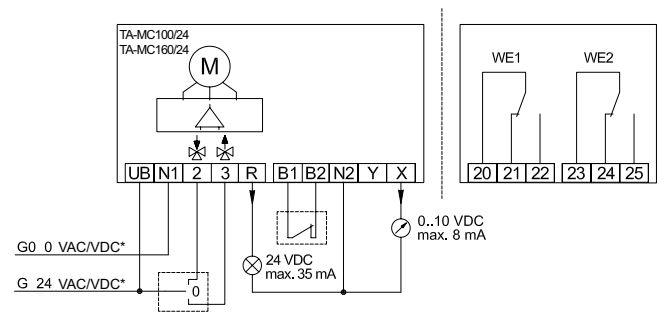 TA-MC100/24
TA-MC160/24
M
WE1 WE2
UB N1 2 3 R B1 B2 N2 Y X
20 21 22 23 24 25
0..10 VDC
max. 8 mA
G0 0 VAC/VDC*
24 VDC
max. 35 mA
G 24 VAC/VDC*
0